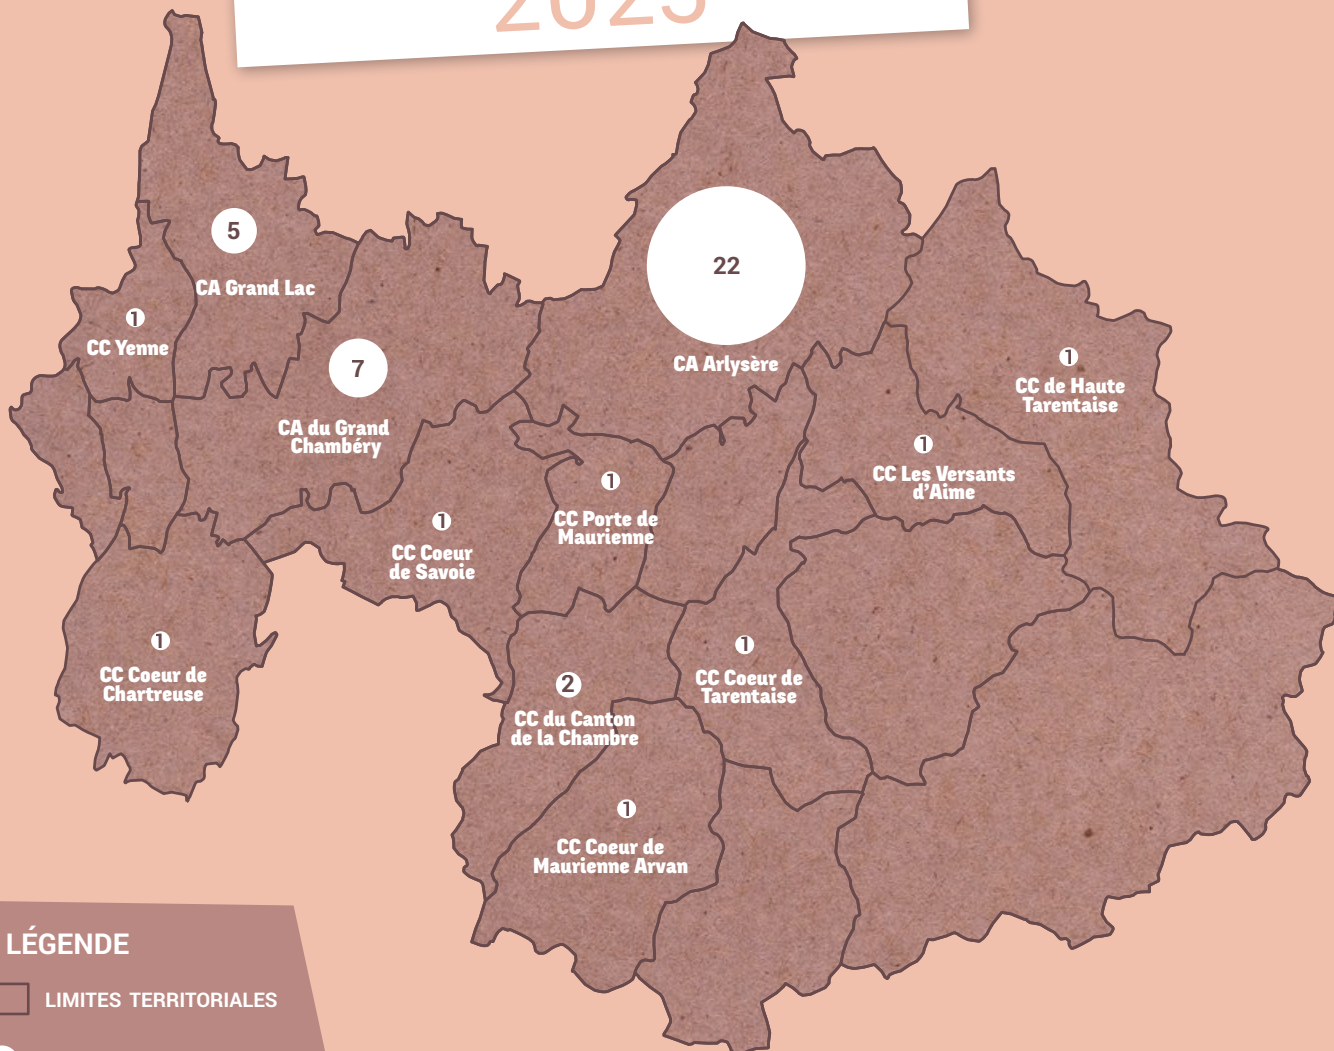 2023
5
CA Grand Lac
1
CC Yenne
7
CA du Grand
Chambéry
22
CA Arlysère
1
CC de Haute
Tarentaise
1
CC Les Versants
d'Aime
1
CC Porte de
Maurienne
1
CC Coeur
de Savoie
1
CC Coeur de
Chartreuse
2
CC du Canton
de la Chambre
1
CC Coeur de
Tarentaise
1
CC Coeur de
Maurienne Arvan
LÉGENDE
LIMITES TERRITORIALES